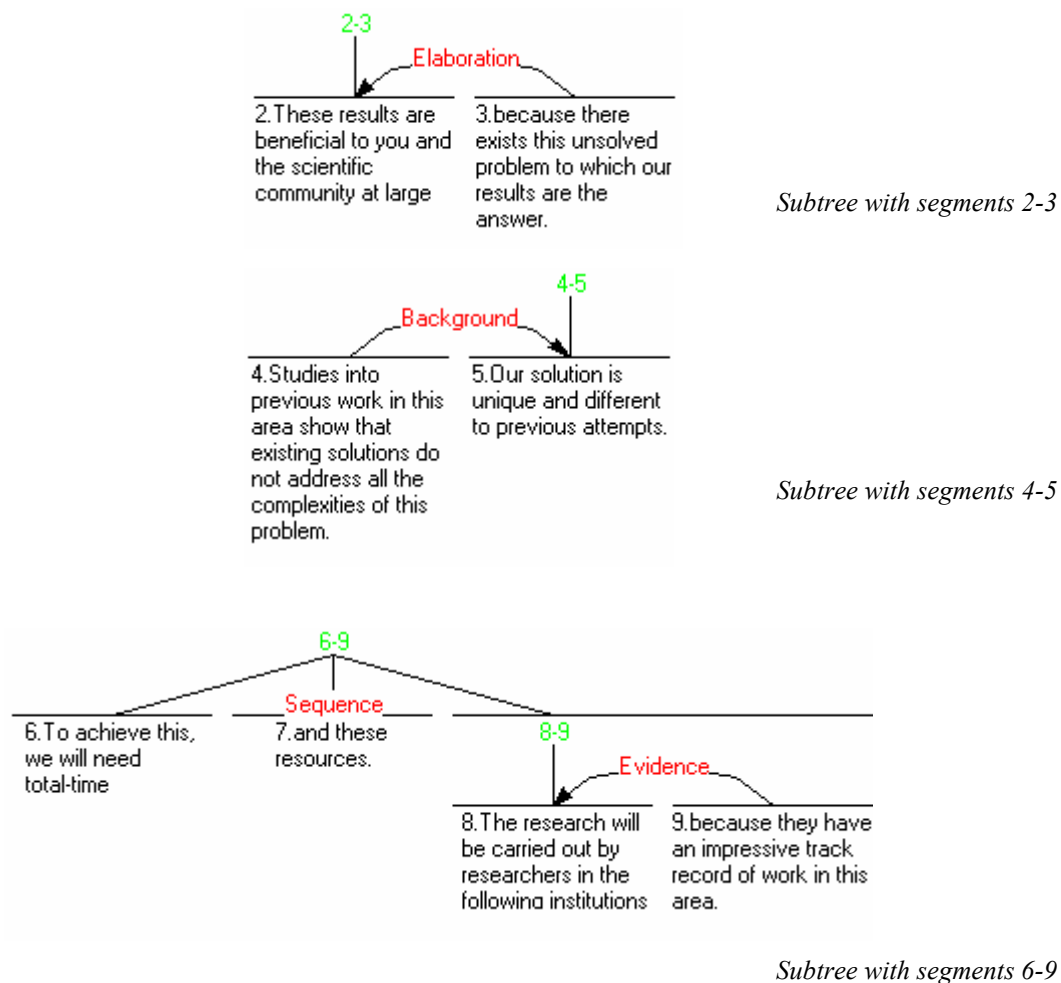 2-3
Elaboration
2.These results are
beneficial to you and
the scientific
community at large
3.because there
exists this unsolved
problem to which our
results are the
answer.
Subtree with segments 2-3
4-5
Background
4.Studies into
previous work in this
area show that
existing solutions do
not address all the
complexities of this
problem.
5.Our solution is
unique and different
to previous attempts.
Subtree with segments 4-5
6-9
Sequence
6.To achieve this,
we will need
total-time
7.and these
resources.
8-9
Evidence
8.The research will
be carried out by
researchers in the
following institutions
9.because they have
an impressive track
record of work in this
area.
Subtree with segments 6-9